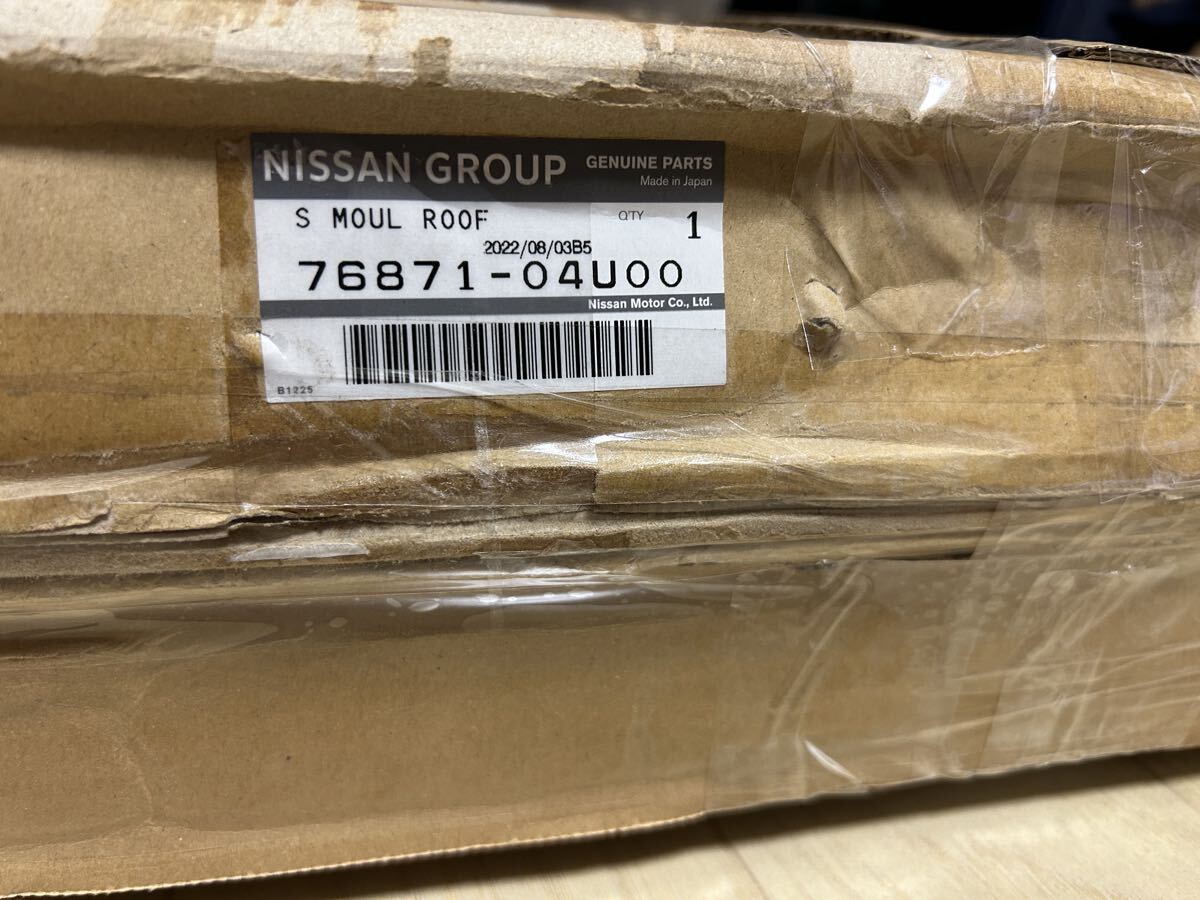 NISSAN GROUP GENUINE PARTS
Made in Japan
S MOUL ROOF Q'TY 1
2022/08/03B5
76871-04U00
Nissan Motor Co., Ltd.
B1225